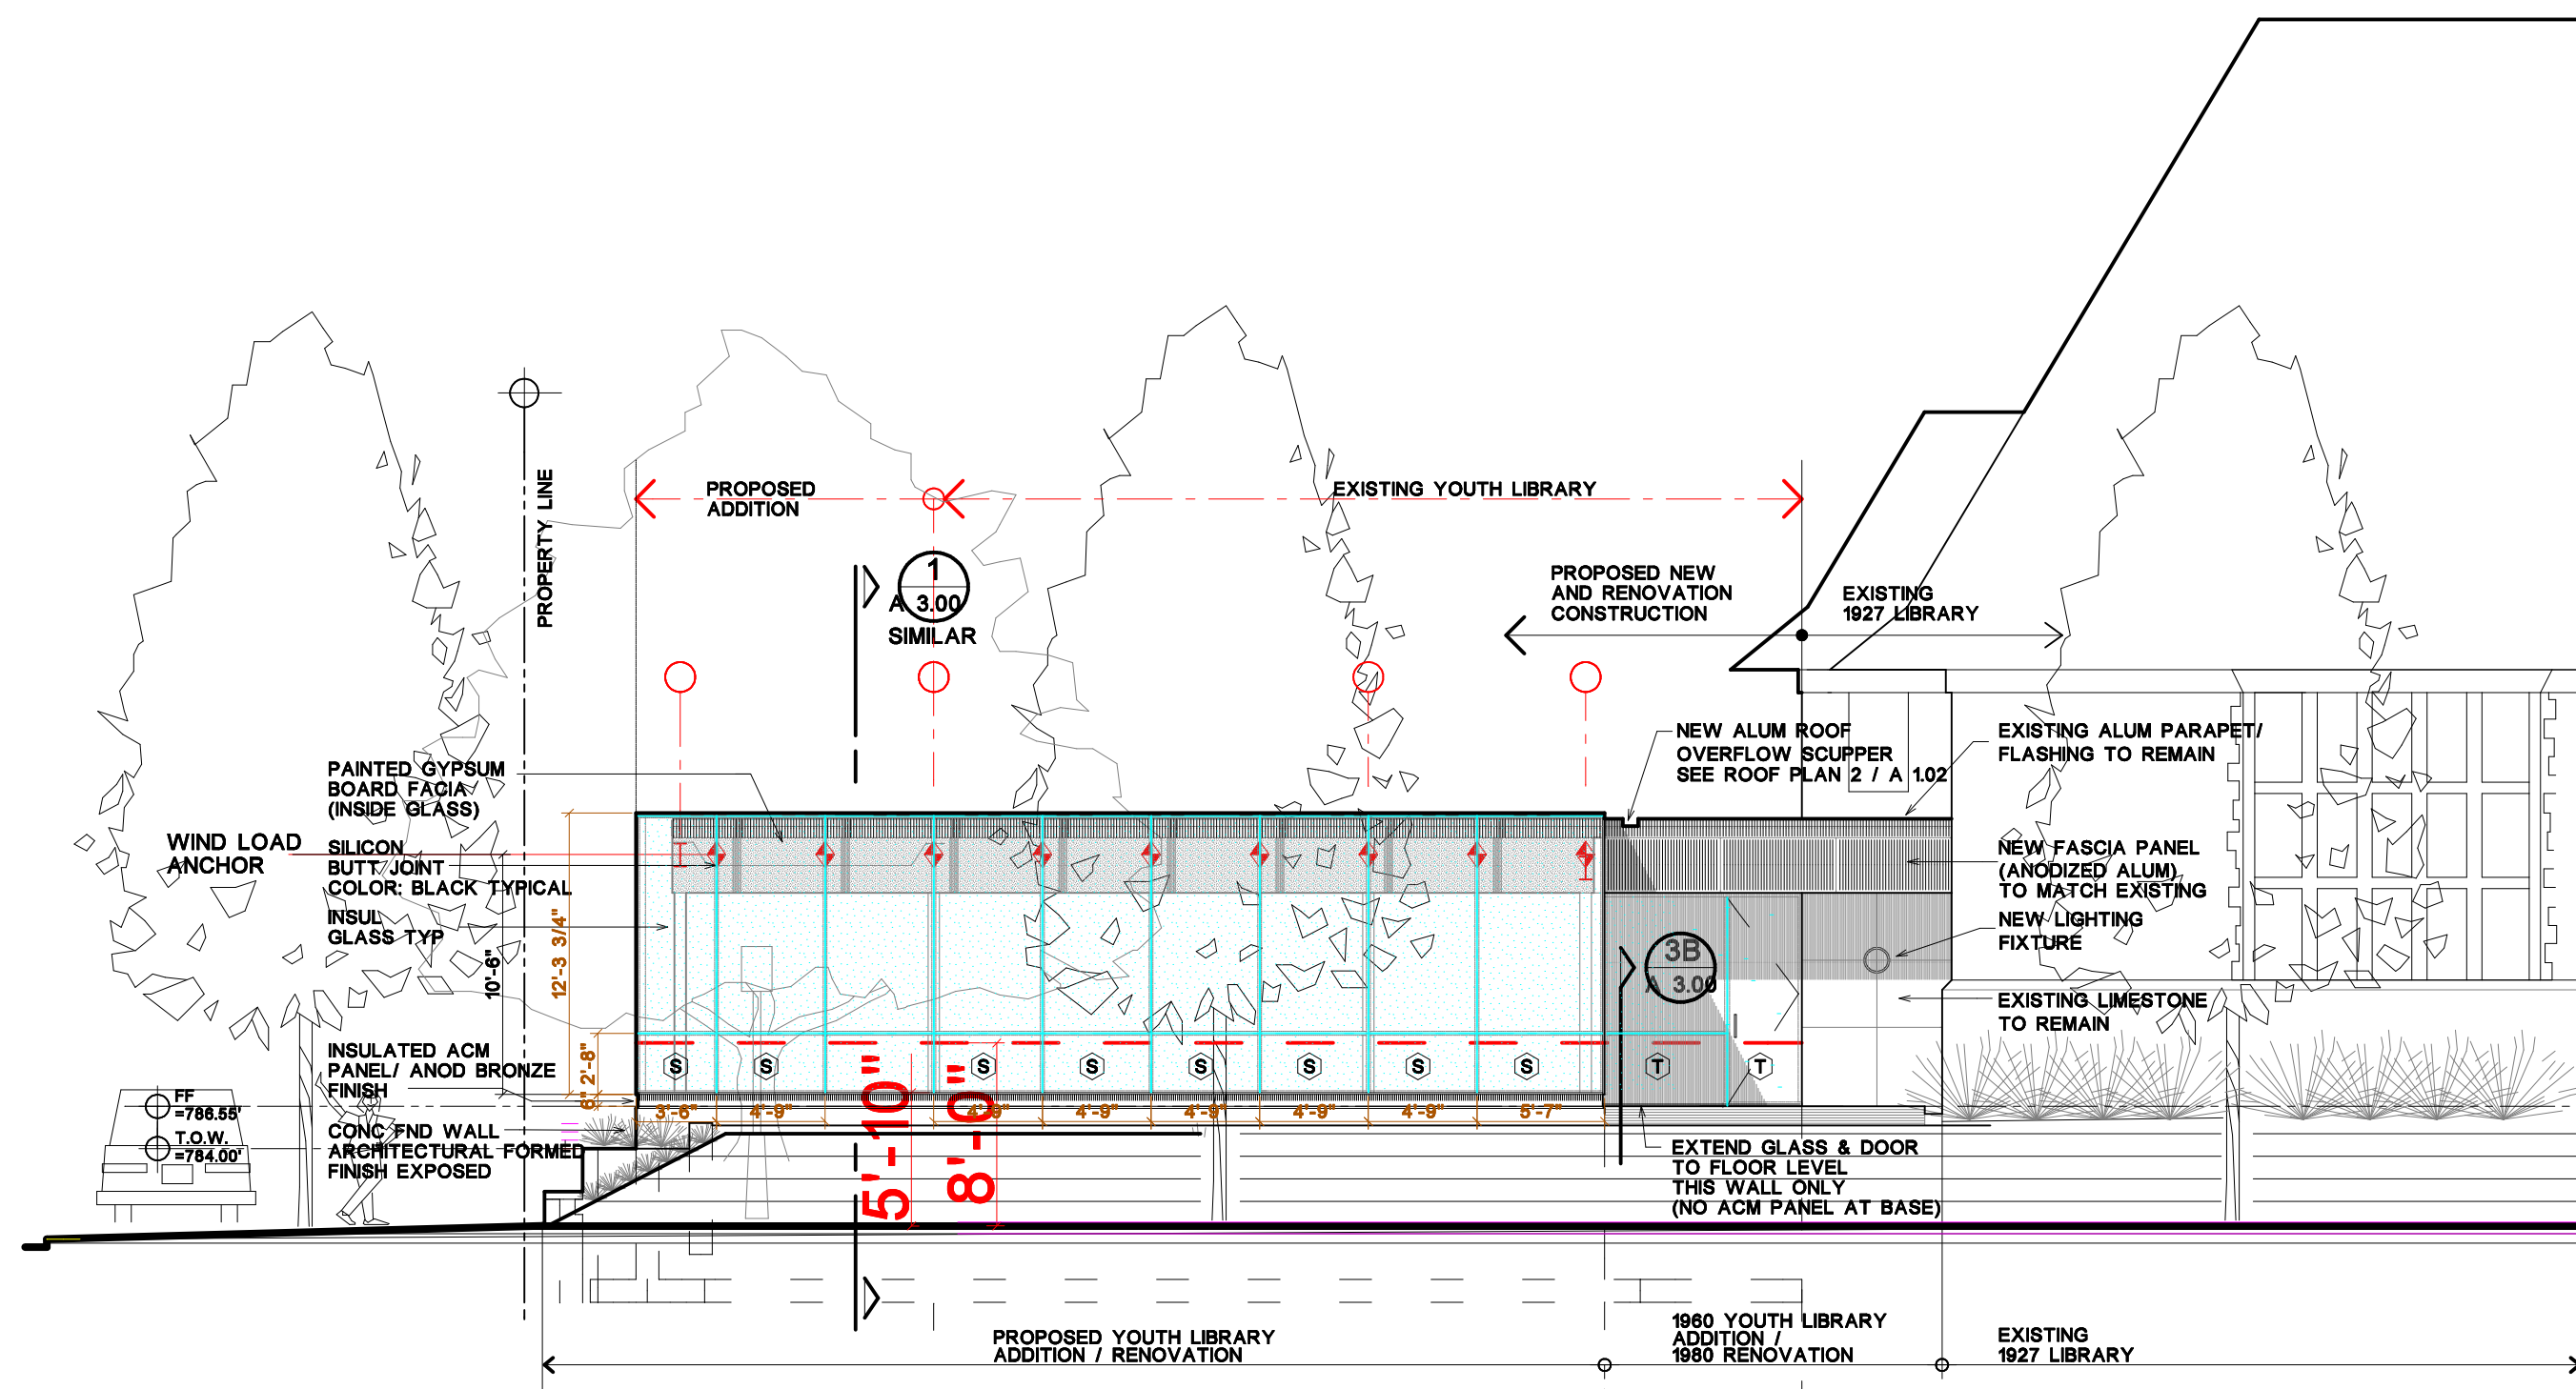 PROPERTY LINE
PROPOSED
ADDITION
EXISTING YOUTH LIBRARY
1
A 3.00
SIMILAR
PROPOSED NEW
AND RENOVATION
CONSTRUCTION
EXISTING
1927 LIBRARY
NEW ALUM ROOF
OVERFLOW SCUPPER
SEE ROOF PLAN 2 / A 1.02
EXISTING ALUM PARAPET/
FLASHING TO REMAIN
PAINTED GYPSUM
BOARD FACIA
(INSIDE GLASS)
WIND LOAD
ANCHOR
SILICON
BUTT JOINT
COLOR: BLACK TYPICAL
INSUL
GLASS TYP
10'-6"
12'-3 3/4"
2'-8"
6"
NEW FASCIA PANEL
(ANODIZED ALUM)
TO MATCH EXISTING
NEW LIGHTING
FIXTURE
3B
A 3.00
EXISTING LIMESTONE
TO REMAIN
INSULATED ACM
PANEL/ ANOD BRONZE
FINISH
S
S
S
S
S
S
S
S
T
T
FF
=786.55'
T.O.W.
=784.00'
CONC FND WALL
ARCHITECTURAL FORMED
FINISH EXPOSED
3'-6"
4'-9"
4'-9"
4'-9"
4'-9"
4'-9"
4'-9"
5'-7"
5'-10"
8'-0"
EXTEND GLASS & DOOR
TO FLOOR LEVEL
THIS WALL ONLY
(NO ACM PANEL AT BASE)
PROPOSED YOUTH LIBRARY
ADDITION / RENOVATION
1960 YOUTH LIBRARY
ADDITION /
1980 RENOVATION
EXISTING
1927 LIBRARY